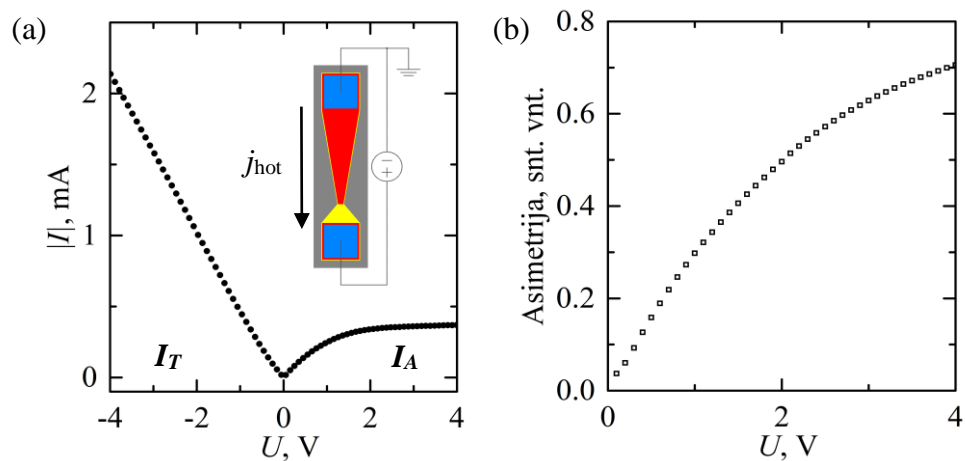 (a)
|I|, mA
2
1
0
-4
-2
0
2
4
U, V
j_hot
−
+
I_T
I_A
(b)
Asimetrija, snt. vnt.
0.8
0.6
0.4
0.2
0.0
0
2
4
U, V